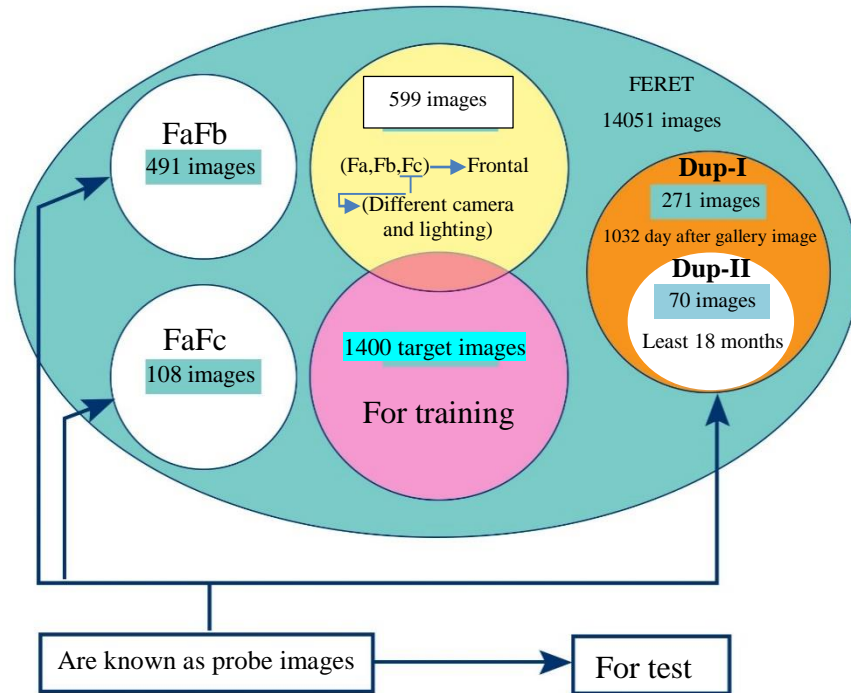 FaFb
491 images
599 images
(Fa,Fb,Fc)
Frontal
(Different camera
and lighting)
FERET
14051 images
Dup-I
271 images
1032 day after gallery image
Dup-II
70 images
Least 18 months
FaFc
108 images
1400 target images
For training
Are known as probe images
For test